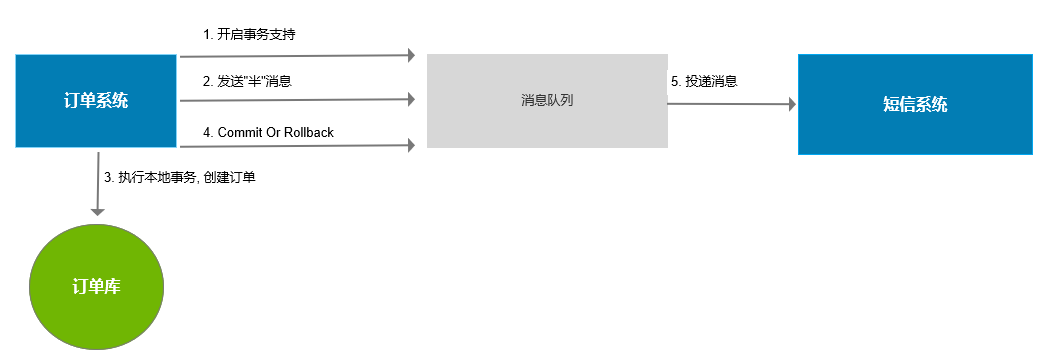 1. 开启事务支持
订单系统
2. 发送"半"消息
消息队列
5. 投递消息
短信系统
4. Commit Or Rollback
3. 执行本地事务, 创建订单
订单库